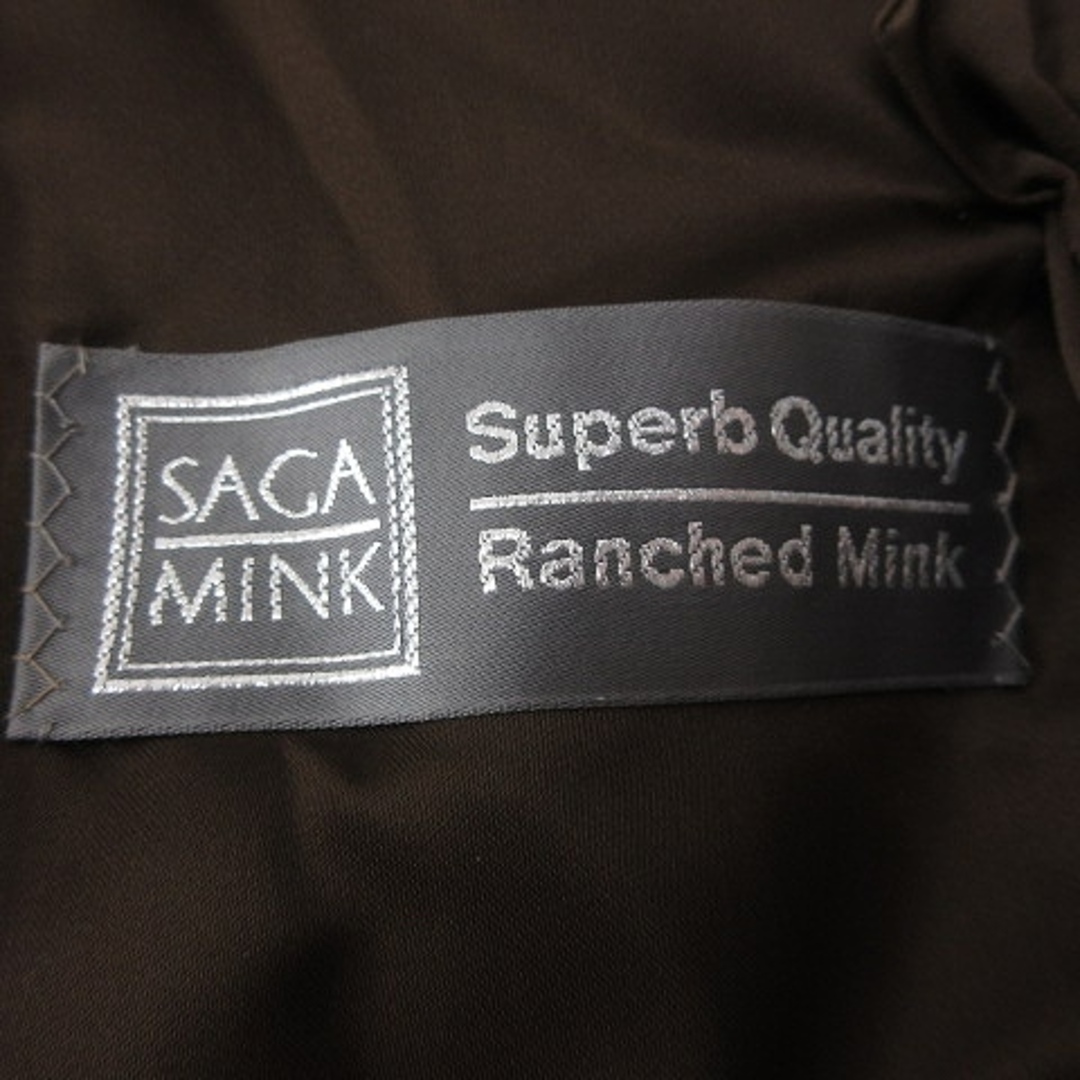 SAGA
MINK
Superb Quality
Ranched Mink